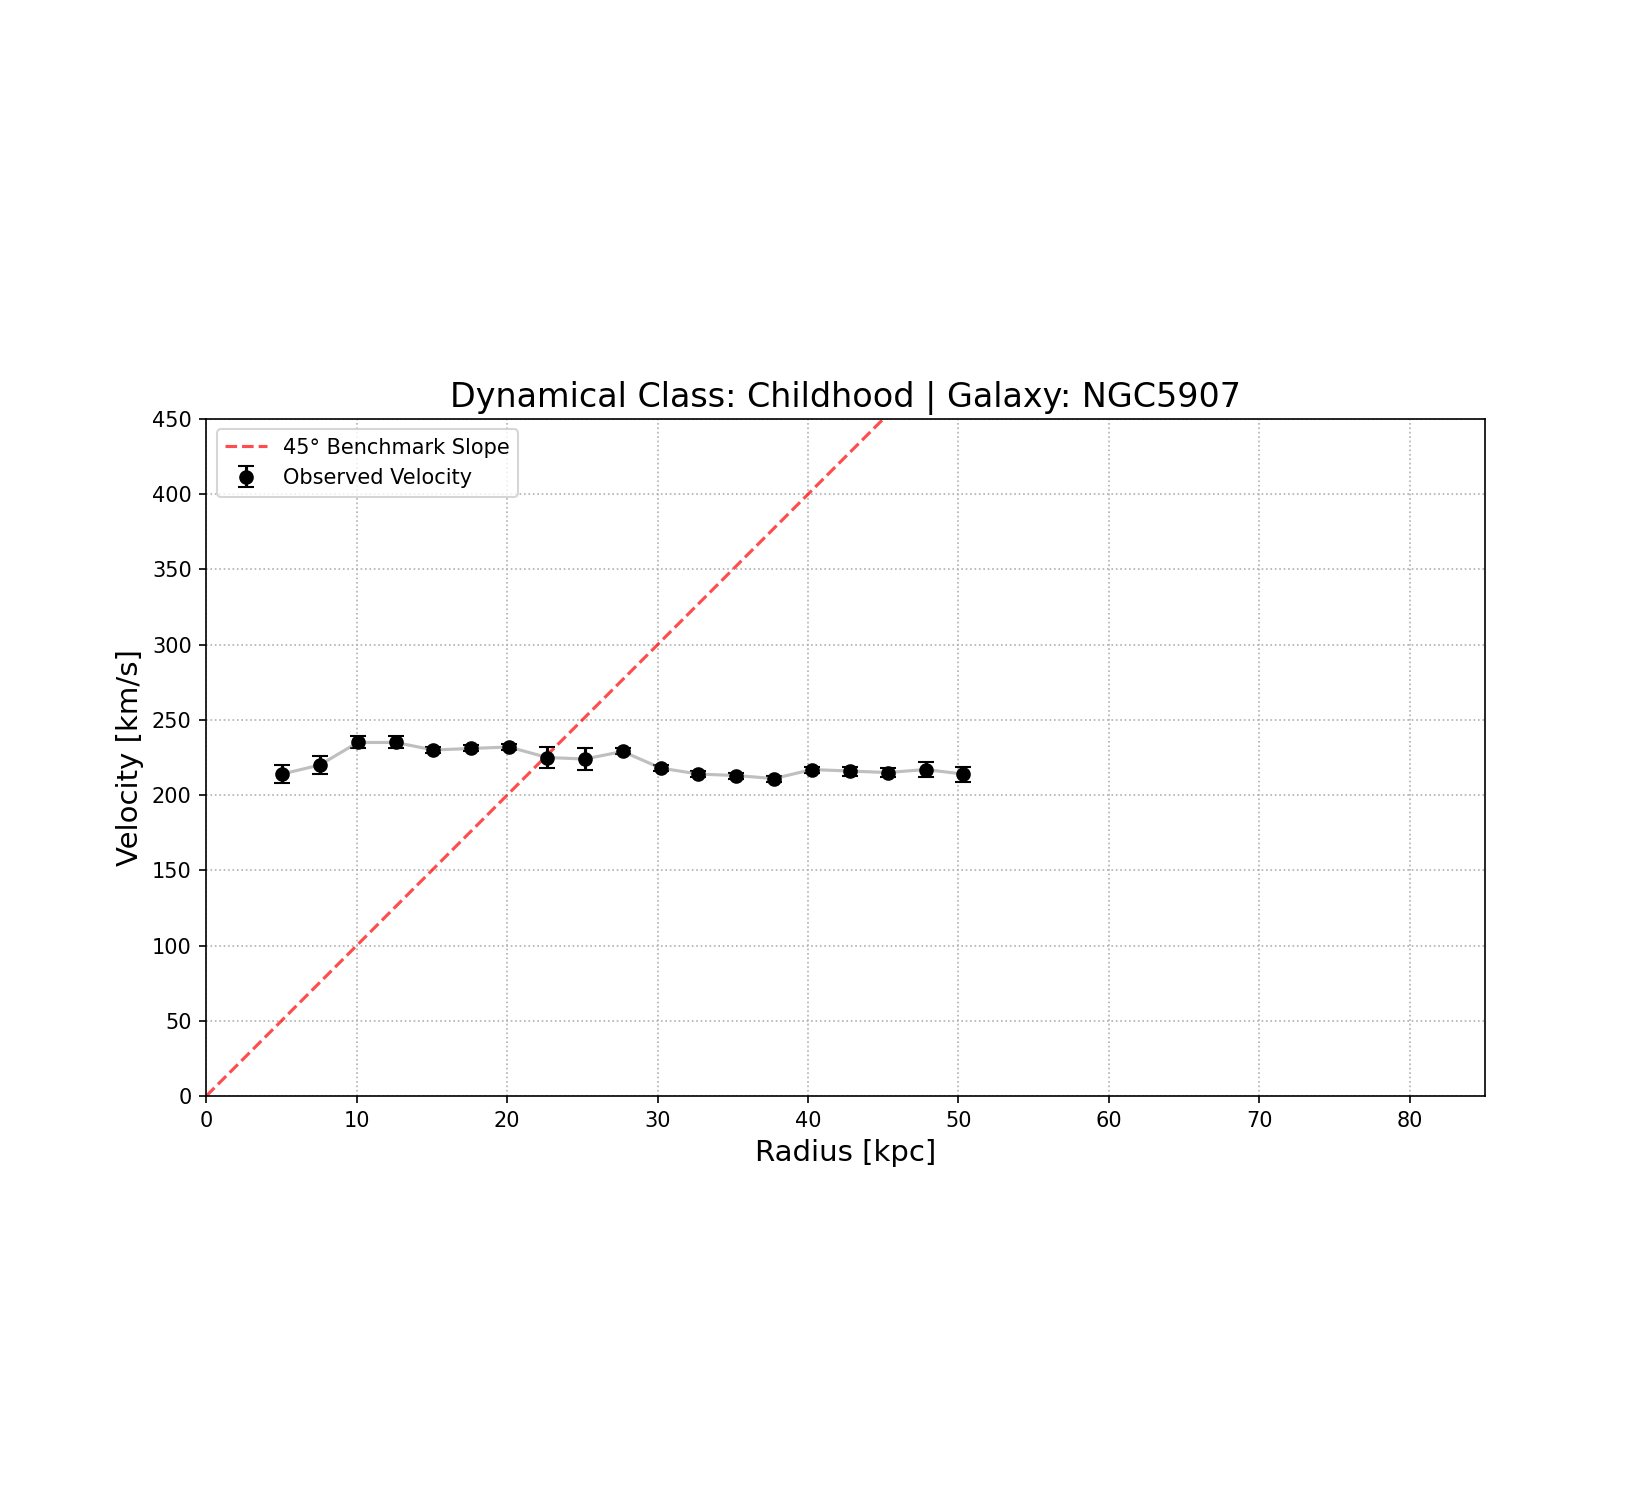 Dynamical Class: Childhood | Galaxy: NGC5907
45° Benchmark Slope
Observed Velocity
Velocity [km/s]
450
400
350
300
250
200
150
100
50
0
0 10 20 30 40 50 60 70 80
Radius [kpc]